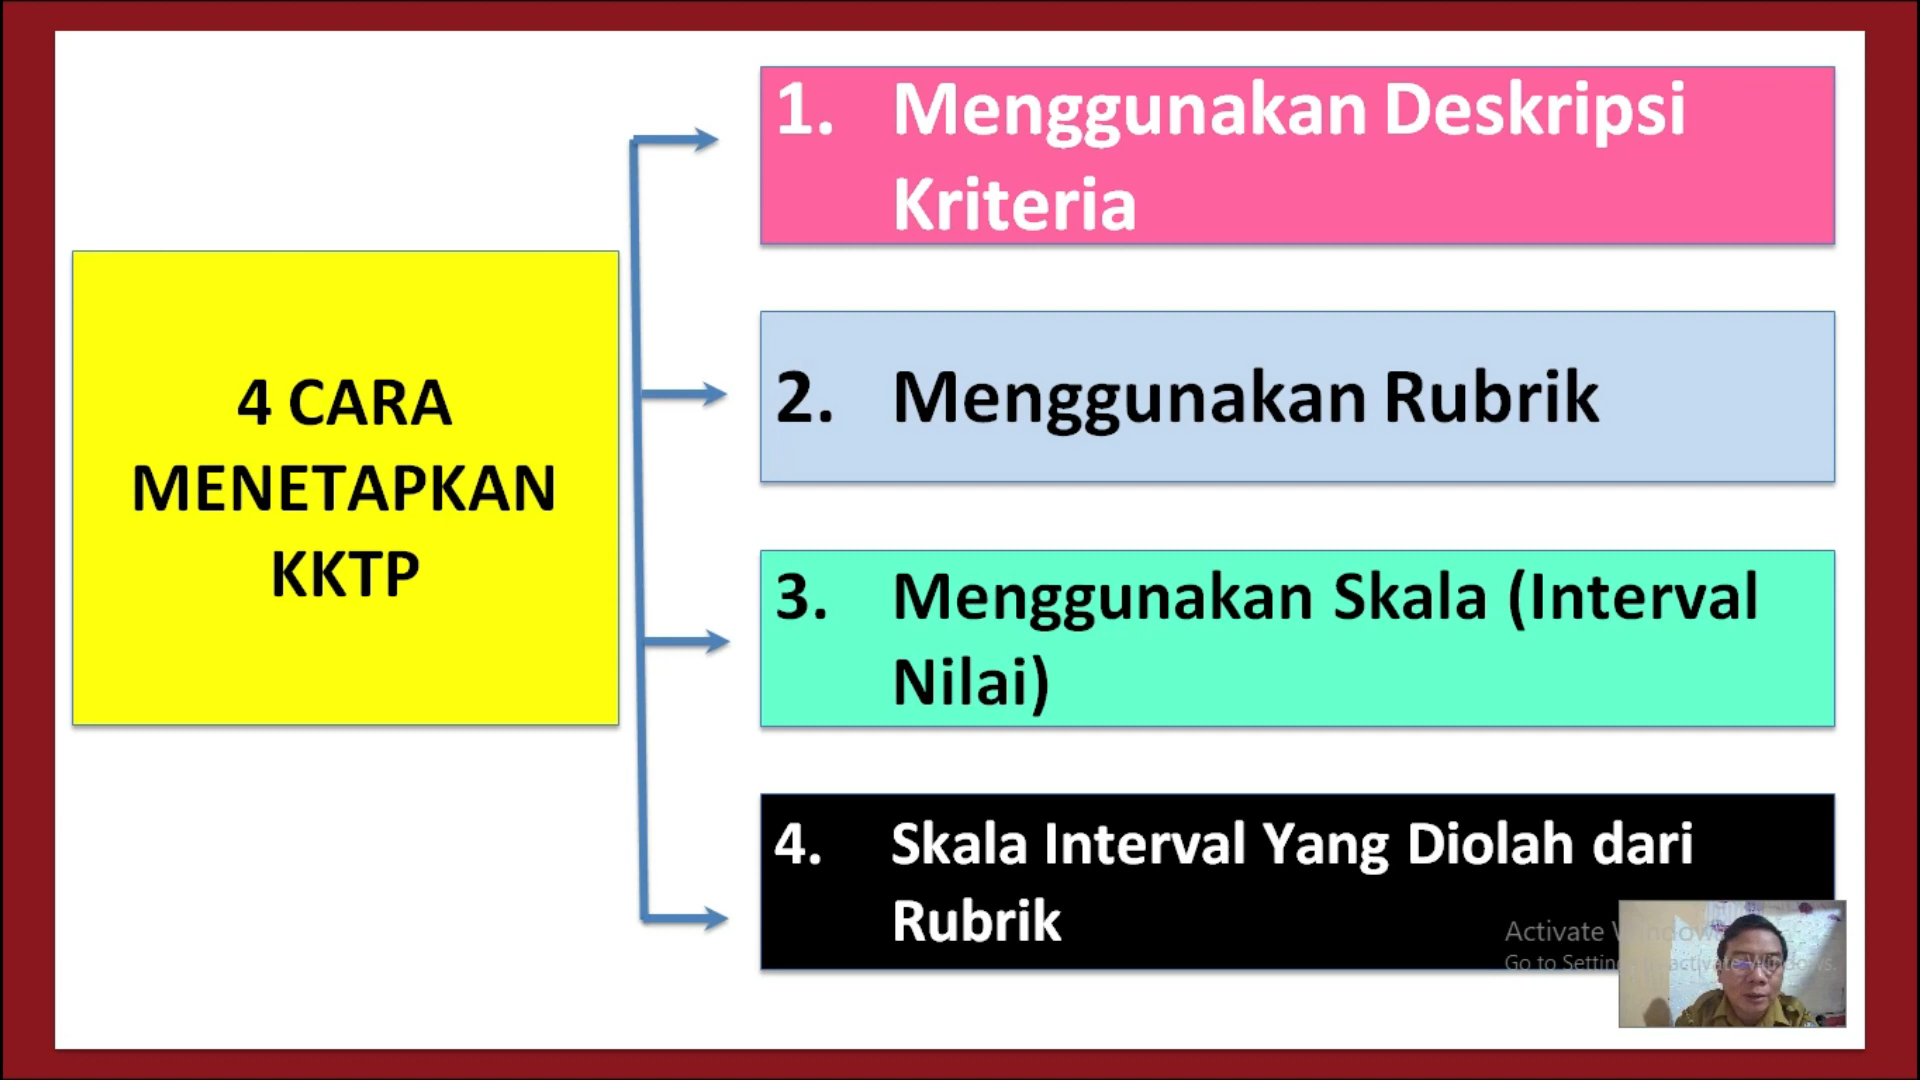 4 CARA
MENETAPKAN
KKTP
1. Menggunakan Deskripsi
Kriteria
2. Menggunakan Rubrik
3. Menggunakan Skala (Interval
Nilai)
4. Skala Interval Yang Diolah dari
Rubrik
Activate Windows
Go to Settings to activate Windows.